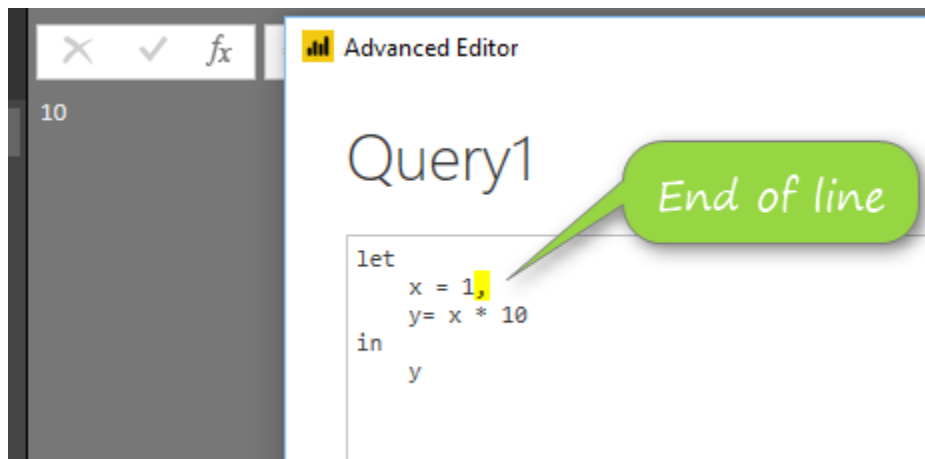 fx
Advanced Editor
10
Query1
End of line
let
x = 1,
y= x * 10
in
y